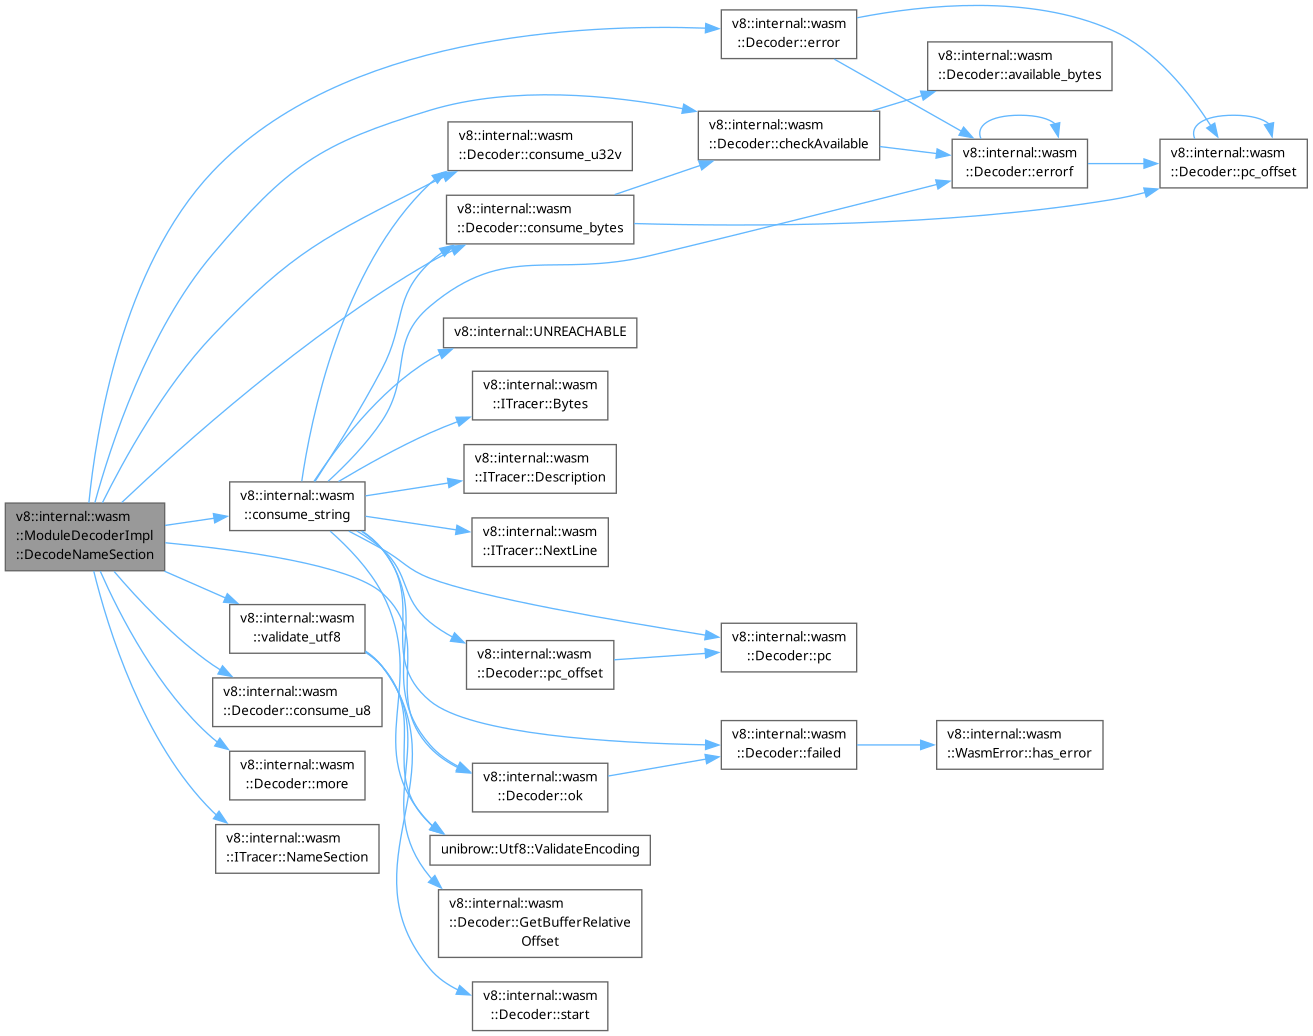 v8::internal::wasm
::ModuleDecoderImpl
::DecodeNameSection
v8::internal::wasm
::Decoder::error
v8::internal::wasm
::Decoder::available_bytes
v8::internal::wasm
::Decoder::checkAvailable
v8::internal::wasm
::Decoder::consume_u32v
v8::internal::wasm
::Decoder::errorf
v8::internal::wasm
::Decoder::pc_offset
v8::internal::wasm
::Decoder::consume_bytes
v8::internal::UNREACHABLE
v8::internal::wasm
::ITracer::Bytes
v8::internal::wasm
::ITracer::Description
v8::internal::wasm
::consume_string
v8::internal::wasm
::ITracer::NextLine
v8::internal::wasm
::validate_utf8
v8::internal::wasm
::Decoder::pc
v8::internal::wasm
::Decoder::pc_offset
v8::internal::wasm
::Decoder::consume_u8
v8::internal::wasm
::Decoder::failed
v8::internal::wasm
::WasmError::has_error
v8::internal::wasm
::Decoder::more
v8::internal::wasm
::Decoder::ok
v8::internal::wasm
::ITracer::NameSection
unibrow::Utf8::ValidateEncoding
v8::internal::wasm
::Decoder::GetBufferRelative
Offset
v8::internal::wasm
::Decoder::start